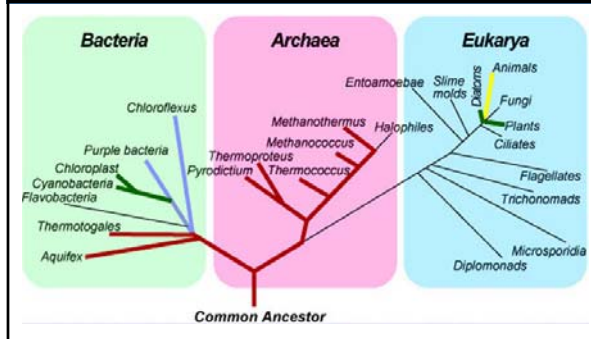 Bacteria
Archaea
Eukarya
Chloroflexus
Purple bacteria
Chloroplast
Cyanobacteria
Flavobacteria
Thermotogales
Aquifex
Methanothermus
Methanococcus
Halophiles
Thermoproteus
Pyrodictium
Thermococcus
Entoamoebae
Slime
molds
Diatoms
Animals
Fungi
Plants
Ciliates
Flagellates
Trichonomads
Microsporidia
Diplomonads
Common Ancestor